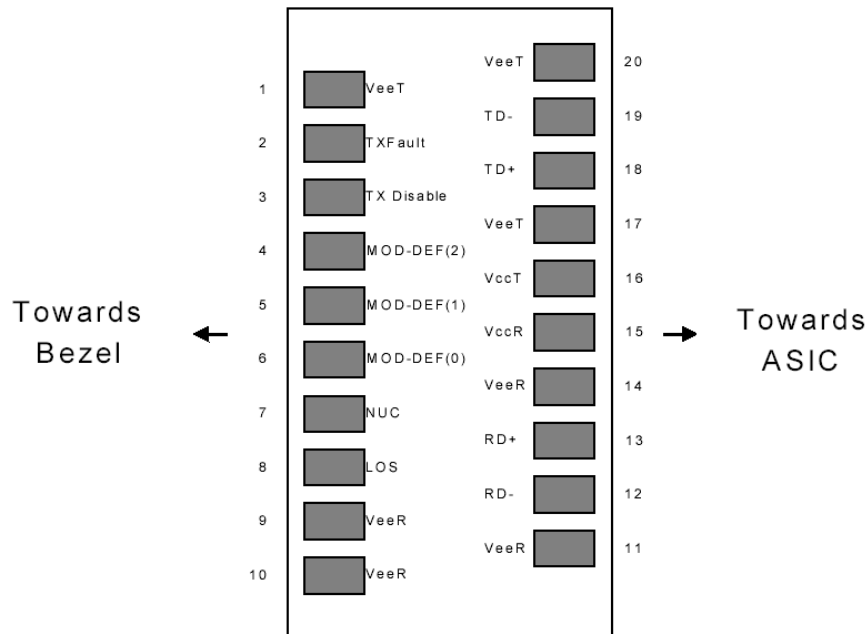 VeeT 20
1 VeeT
TD- 19
2 TXFault
TD+ 18
3 TX Disable
VeeT 17
4 MOD-DEF(2)
VccT 16
5 MOD-DEF(1)
Towards
Bezel
VccR 15
Towards
ASIC
6 MOD-DEF(0)
VeeR 14
7 NUC
RD+ 13
8 LOS
RD- 12
9 VeeR
VeeR 11
10 VeeR